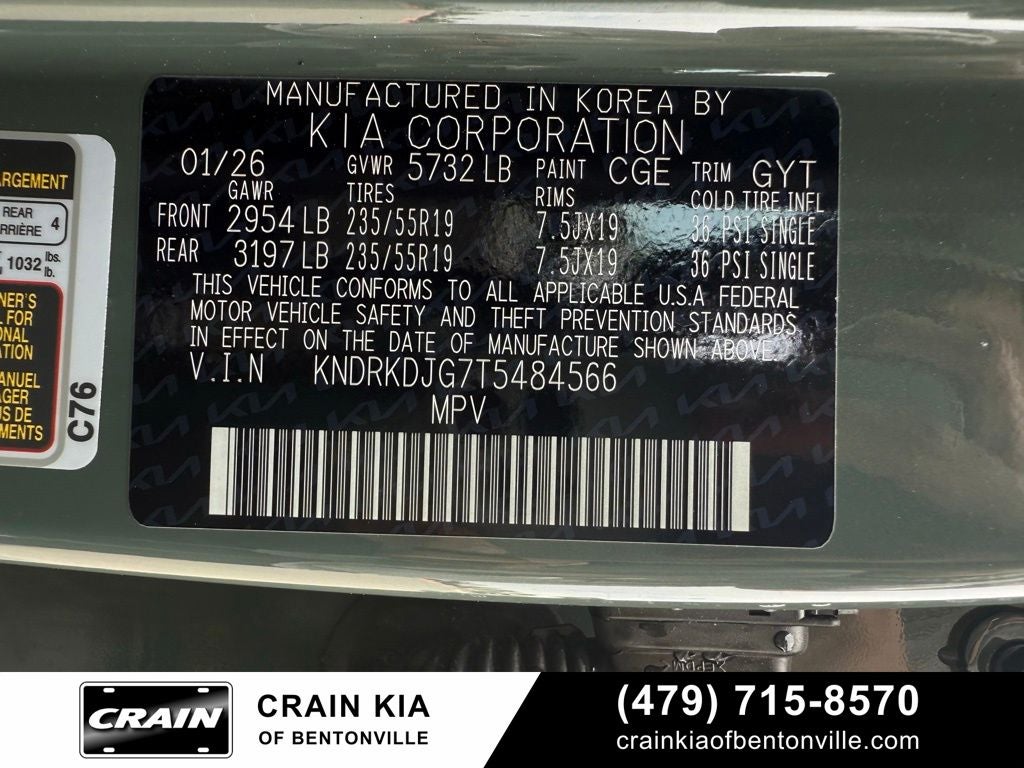 MANUFACTURED IN KOREA BY
KIA CORPORATION
01/26 GVWR 5732 LB PAINT CGE TRIM GYT
GAWR TIRES RIMS COLD TIRE INFL
FRONT 2954 LB 235/55R19 7.5JX19 36 PSI SINGLE
REAR 3197 LB 235/55R19 7.5JX19 36 PSI SINGLE
THIS VEHICLE CONFORMS TO ALL APPLICABLE U.S.A FEDERAL
MOTOR VEHICLE SAFETY AND THEFT PREVENTION STANDARDS
IN EFFECT ON THE DATE OF MANUFACTURE SHOWN ABOVE.
V.I.N KNDRKDJG7T5484566
MPV
REAR 4
1032 lbs.
lb.
C76
CRAIN
CRAIN KIA
OF BENTONVILLE
(479) 715-8570
crainkiaofbentonville.com